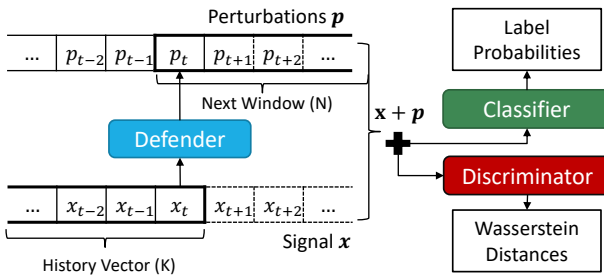 Perturbations p
... p_{t−2} p_{t−1} p_t p_{t+1} p_{t+2} ...
Next Window (N)
Defender
... x_{t−2} x_{t−1} x_t x_{t+1} x_{t+2} ...
History Vector (K)
Signal x
x + p
Label
Probabilities
Classifier
Discriminator
Wasserstein
Distances